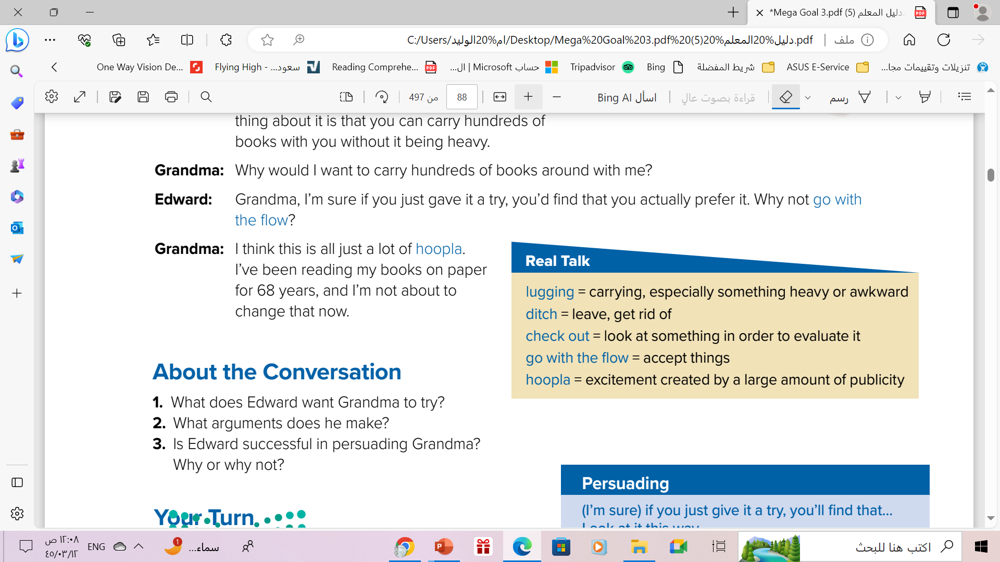 *Mega Goal 3.pdf (5) دليل المعلم
C:/Users/ام%20الوليد/Desktop/Mega%20Goal%203.pdf%20(5)%20دليل%20المعلم.pdf
ملف
One Way Vision De...
Flying High - سعود...
Reading Comprehe...
حساب Microsoft | ال...
Tripadvisor
Bing
شريط المفضلة
ASUS E-Service
تنزيلات وتقييمات مجا...
من 497
88
اسأل Bing AI
قراءة بصوت عالٍ
رسم
thing about it is that you can carry hundreds of
books with you without it being heavy.
Grandma: Why would I want to carry hundreds of books around with me?
Edward: Grandma, I’m sure if you just gave it a try, you’d find that you actually prefer it. Why not go with
the flow?
Grandma: I think this is all just a lot of hoopla.
I’ve been reading my books on paper
for 68 years, and I’m not about to
change that now.
Real Talk
lugging = carrying, especially something heavy or awkward
ditch = leave, get rid of
check out = look at something in order to evaluate it
go with the flow = accept things
hoopla = excitement created by a large amount of publicity
About the Conversation
1. What does Edward want Grandma to try?
2. What arguments does he make?
3. Is Edward successful in persuading Grandma?
Why or why not?
Persuading
(I’m sure) if you just give it a try, you’ll find that...
Look at it this way
Your Turn
١٢:٠٨ ص
٤٥/٠٣/١٢
ENG
1
سماء...
اكتب هنا للبحث